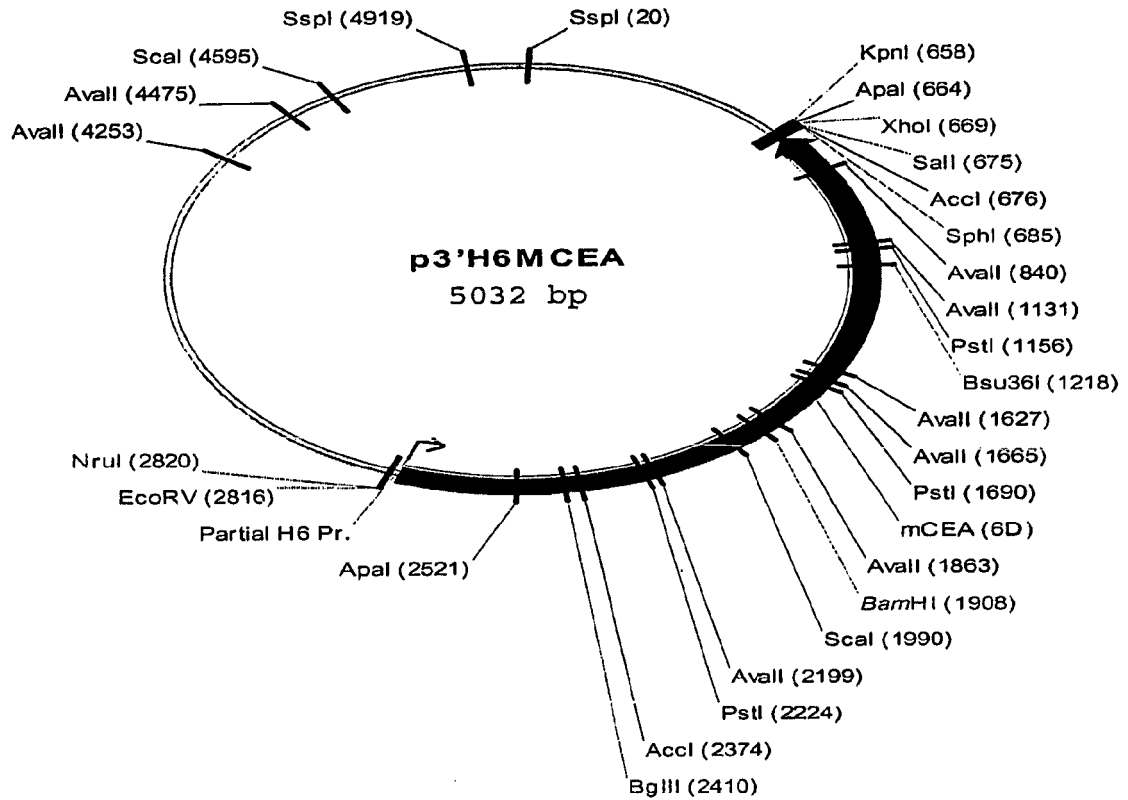 SspI (4919)
SspI (20)
ScaI (4595)
AvaII (4475)
AvaII (4253)
KpnI (658)
ApaI (664)
XhoI (669)
SalI (675)
AccI (676)
SphI (685)
AvaII (840)
AvaII (1131)
PstI (1156)
Bsu36I (1218)
AvaII (1627)
AvaII (1665)
PstI (1690)
mCEA (6D)
AvaII (1863)
BamHI (1908)
ScaI (1990)
AvaII (2199)
PstI (2224)
AccI (2374)
BglII (2410)
p3'H6MCEA
5032 bp
NruI (2820)
EcoRV (2816)
Partial H6 Pr.
ApaI (2521)